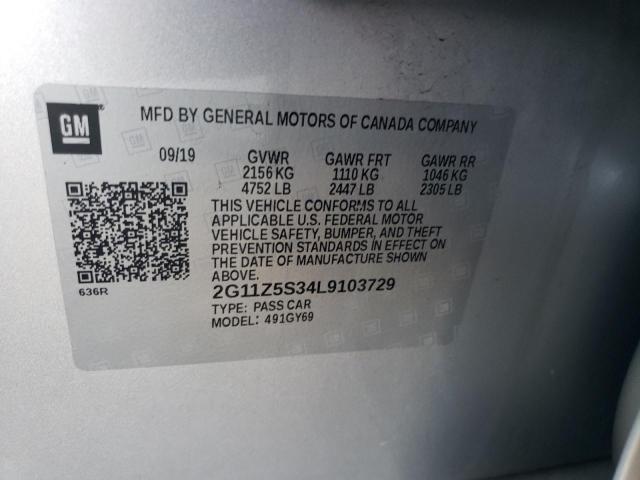 GM
MFD BY GENERAL MOTORS OF CANADA COMPANY
09/19 GVWR GAWR FRT GAWR RR
2156 KG 1110 KG 1046 KG
4752 LB 2447 LB 2305 LB
THIS VEHICLE CONFORMS TO ALL
APPLICABLE U.S. FEDERAL MOTOR
VEHICLE SAFETY, BUMPER, AND THEFT
PREVENTION STANDARDS IN EFFECT ON
THE DATE OF MANUFACTURE SHOWN
ABOVE.
636R 2G11Z5S34L9103729
TYPE: PASS CAR
MODEL: 491GY69